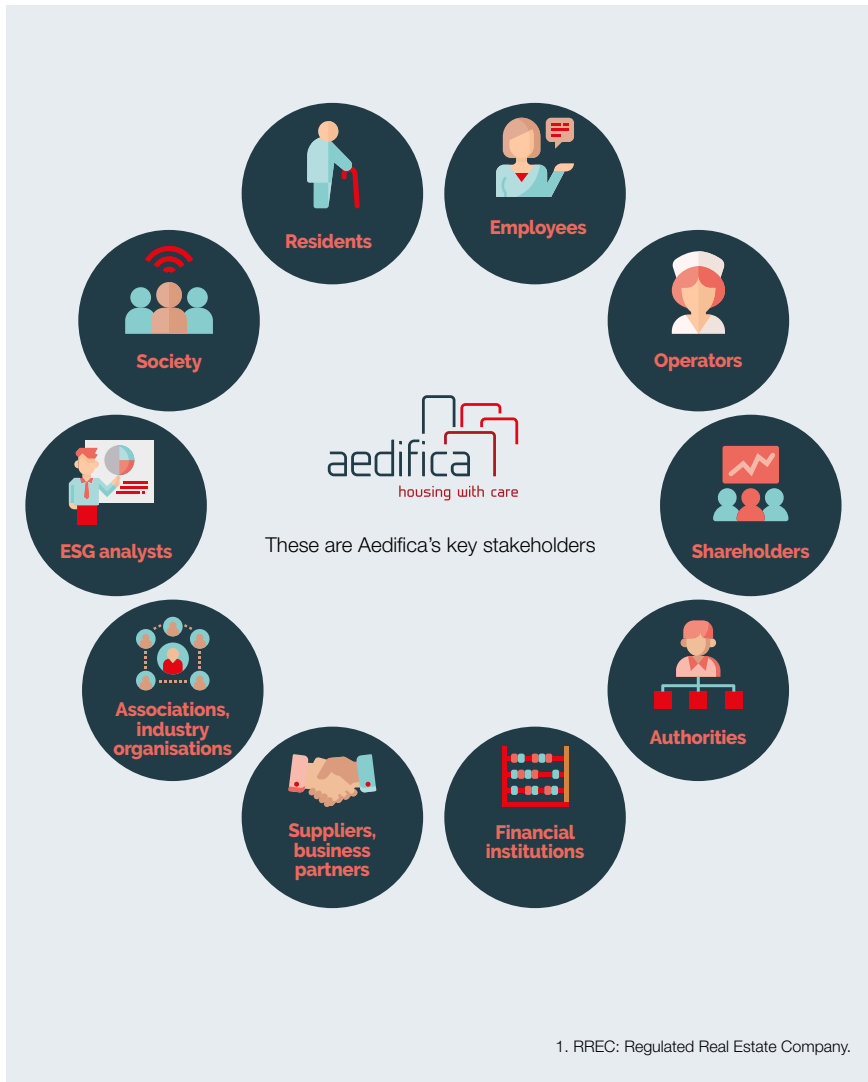 Residents
Employees
Society
Operators
aedifica
housing with care
ESG analysts
These are Aedifica’s key stakeholders
Shareholders
Associations,
industry
organisations
Authorities
Suppliers,
business
partners
Financial
institutions
1. RREC: Regulated Real Estate Company.